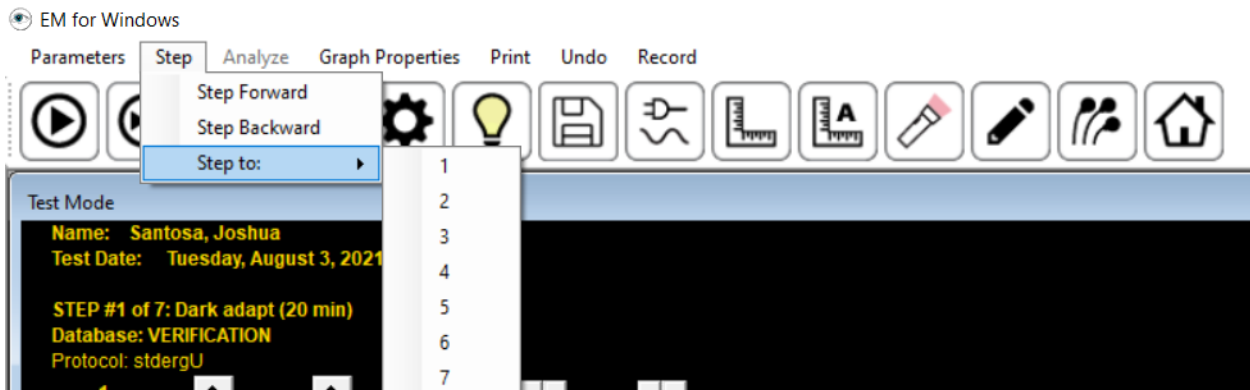 EM for Windows
Parameters Step Analyze Graph Properties Print Undo Record
Step Forward
Step Backward
Step to:
1
2
3
4
5
6
7
A
Test Mode
Name: Santosa, Joshua
Test Date: Tuesday, August 3, 2021
STEP #1 of 7: Dark adapt (20 min)
Database: VERIFICATION
Protocol: stdergU